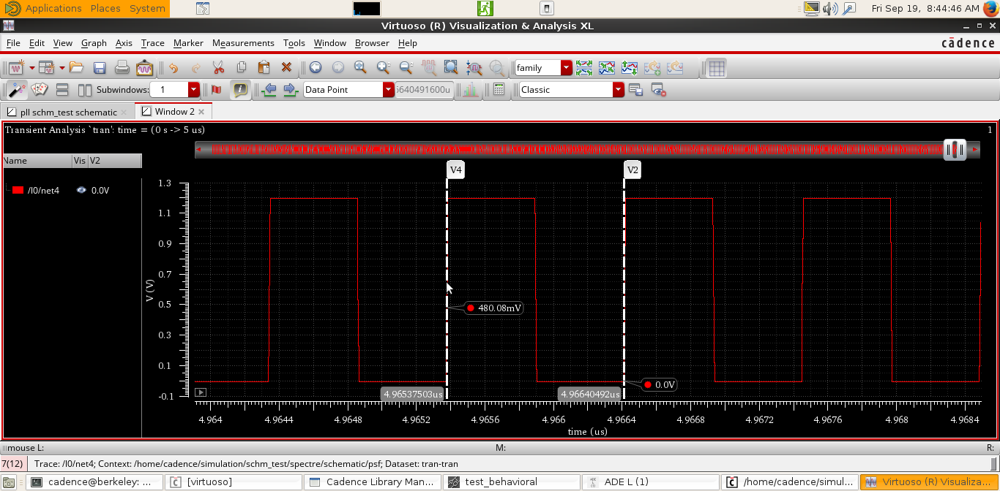 Applications Places System Fri Sep 19, 8:44:46 AM
Virtuoso (R) Visualization & Analysis XL
File Edit View Graph Axis Trace Marker Measurements Tools Window Browser Help cādence
family
Subwindows: 1 Data Point 5640491600u Classic
pll schm_test schematic Window 2
Transient Analysis `tran': time = (0 s -> 5 us) 1
Name Vis V2
V4 V2
/I0/net4 0.0V
1.3
1.1
0.9
0.7
0.5
0.3
0.1
-0.1
V (V)
480.08mV
0.0V
4.96537503us 4.96640492us
4.964 4.9644 4.9648 4.9652 4.9656 4.966 4.9664 4.9668 4.9672 4.9676 4.968 4.9684
time (us)
mouse L: M: R:
7(12) Trace: /I0/net4; Context: /home/cadence/simulation/schm_test/spectre/schematic/psf; Dataset: tran-tran
cadence@berkeley: ... [virtuoso] Cadence Library Man... test_behavioral ADE L (1) /home/cadence/simul... Virtuoso (R) Visualiza...